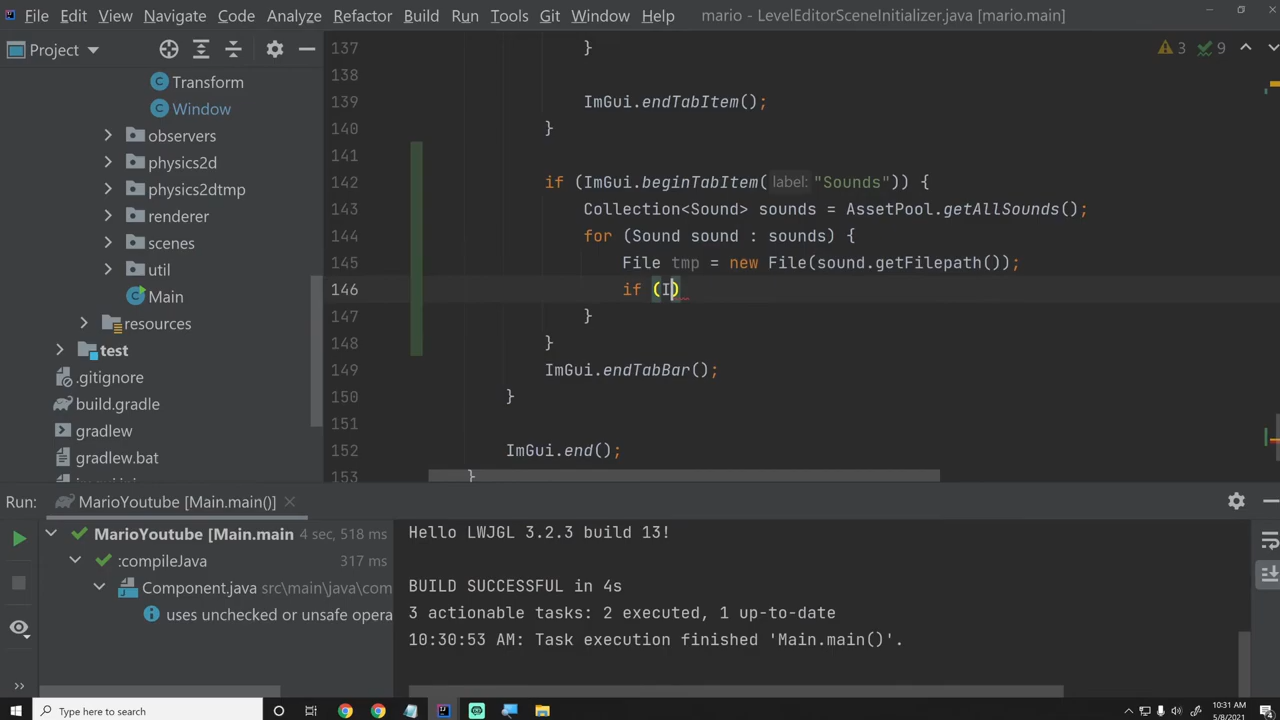 File Edit View Navigate Code Analyze Refactor Build Run Tools Git Window Help mario – LevelEditorSceneInitializer.java [mario.main]
Project
3 9
Transform
Window
observers
physics2d
physics2dtmp
renderer
scenes
util
Main
resources
test
.gitignore
build.gradle
gradlew
gradlew.bat
137 }
138
139 ImGui.endTabItem();
140 }
141
142 if (ImGui.beginTabItem( label: "Sounds")) {
143 Collection<Sound> sounds = AssetPool.getAllSounds();
144 for (Sound sound : sounds) {
145 File tmp = new File(sound.getFilepath());
146 if (I)
147 }
148 }
149 ImGui.endTabBar();
150 }
151
152 ImGui.end();
153 }
Run: MarioYoutube [Main.main()]
MarioYoutube [Main.main 4 sec, 518 ms
:compileJava 317 ms
Component.java src\main\java\com
uses unchecked or unsafe opera
Hello LWJGL 3.2.3 build 13!
BUILD SUCCESSFUL in 4s
3 actionable tasks: 2 executed, 1 up-to-date
10:30:53 AM: Task execution finished 'Main.main()'.
Type here to search
10:31 AM
5/8/2021